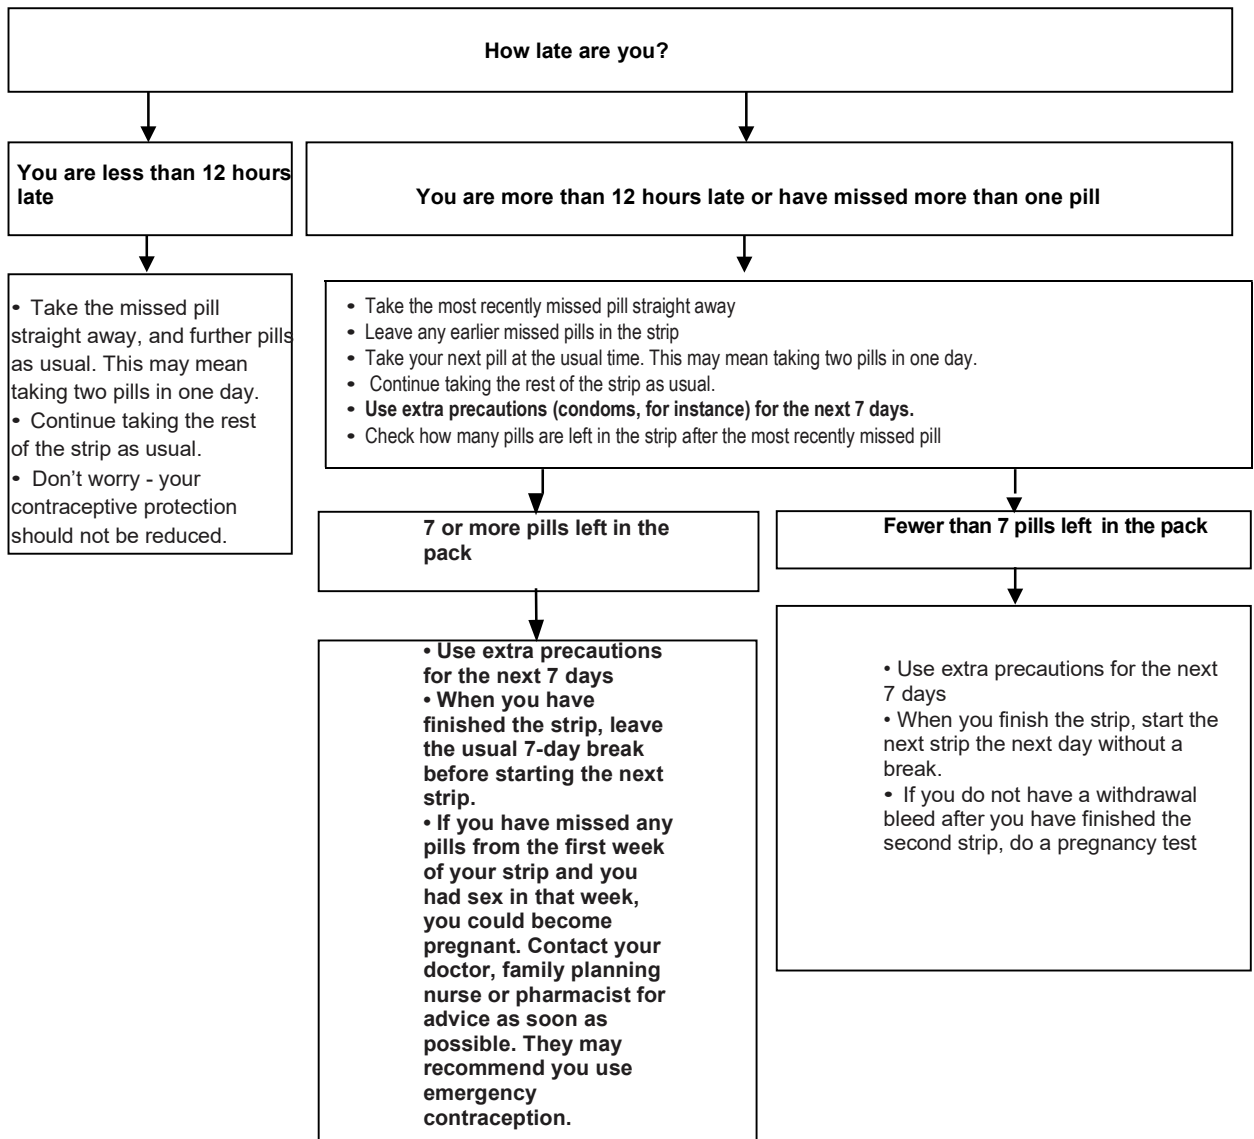 How late are you?
You are less than 12 hours
late
You are more than 12 hours late or have missed more than one pill
• Take the missed pill
straight away, and further pills
as usual. This may mean
taking two pills in one day.
• Continue taking the rest
of the strip as usual.
• Don’t worry - your
contraceptive protection
should not be reduced.
• Take the most recently missed pill straight away
• Leave any earlier missed pills in the strip
• Take your next pill at the usual time. This may mean taking two pills in one day.
• Continue taking the rest of the strip as usual.
• Use extra precautions (condoms, for instance) for the next 7 days.
• Check how many pills are left in the strip after the most recently missed pill
7 or more pills left in the
pack
Fewer than 7 pills left in the pack
• Use extra precautions
for the next 7 days
• When you have
finished the strip, leave
the usual 7-day break
before starting the next
strip.
• If you have missed any
pills from the first week
of your strip and you
had sex in that week,
you could become
pregnant. Contact your
doctor, family planning
nurse or pharmacist for
advice as soon as
possible. They may
recommend you use
emergency
contraception.
• Use extra precautions for the next
7 days
• When you finish the strip, start the
next strip the next day without a
break.
• If you do not have a withdrawal
bleed after you have finished the
second strip, do a pregnancy test